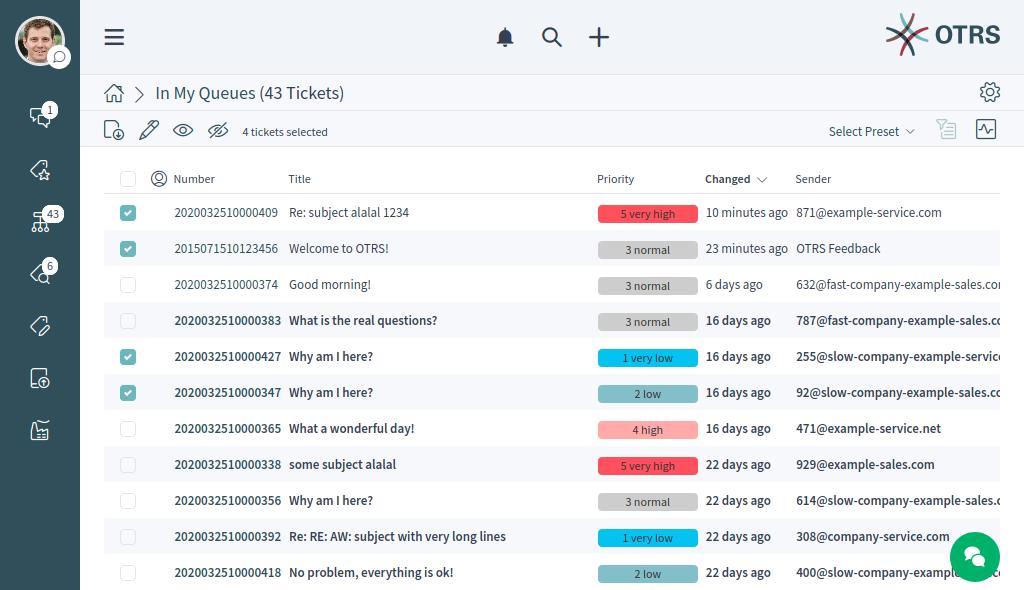 OTRS
In My Queues (43 Tickets)
4 tickets selected Select Preset
1
43
6
Number Title Priority Changed Sender
2020032510000409 Re: subject alalal 1234 5 very high 10 minutes ago 871@example-service.com
2015071510123456 Welcome to OTRS! 3 normal 23 minutes ago OTRS Feedback
2020032510000374 Good morning! 3 normal 6 days ago 632@fast-company-example-sales.com
2020032510000383 What is the real questions? 3 normal 16 days ago 787@fast-company-example-sales.c
2020032510000427 Why am I here? 1 very low 16 days ago 255@slow-company-example-service
2020032510000347 Why am I here? 2 low 16 days ago 92@slow-company-example-sales.co
2020032510000365 What a wonderful day! 4 high 16 days ago 471@example-service.net
2020032510000338 some subject alalal 5 very high 22 days ago 929@example-sales.com
2020032510000356 Why am I here? 3 normal 22 days ago 614@slow-company-example-sales.c
2020032510000392 Re: RE: AW: subject with very long lines 1 very low 22 days ago 308@company-service.com
2020032510000418 No problem, everything is ok! 2 low 22 days ago 400@slow-company-exampl